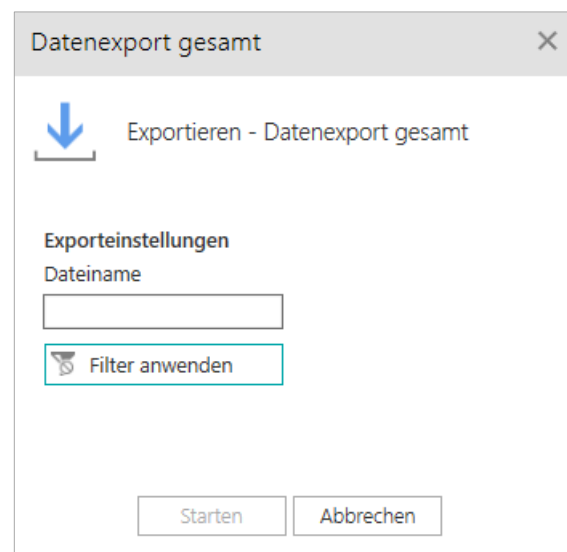 Datenexport gesamt
Exportieren - Datenexport gesamt
Exporteinstellungen
Dateiname
Filter anwenden
Starten Abbrechen